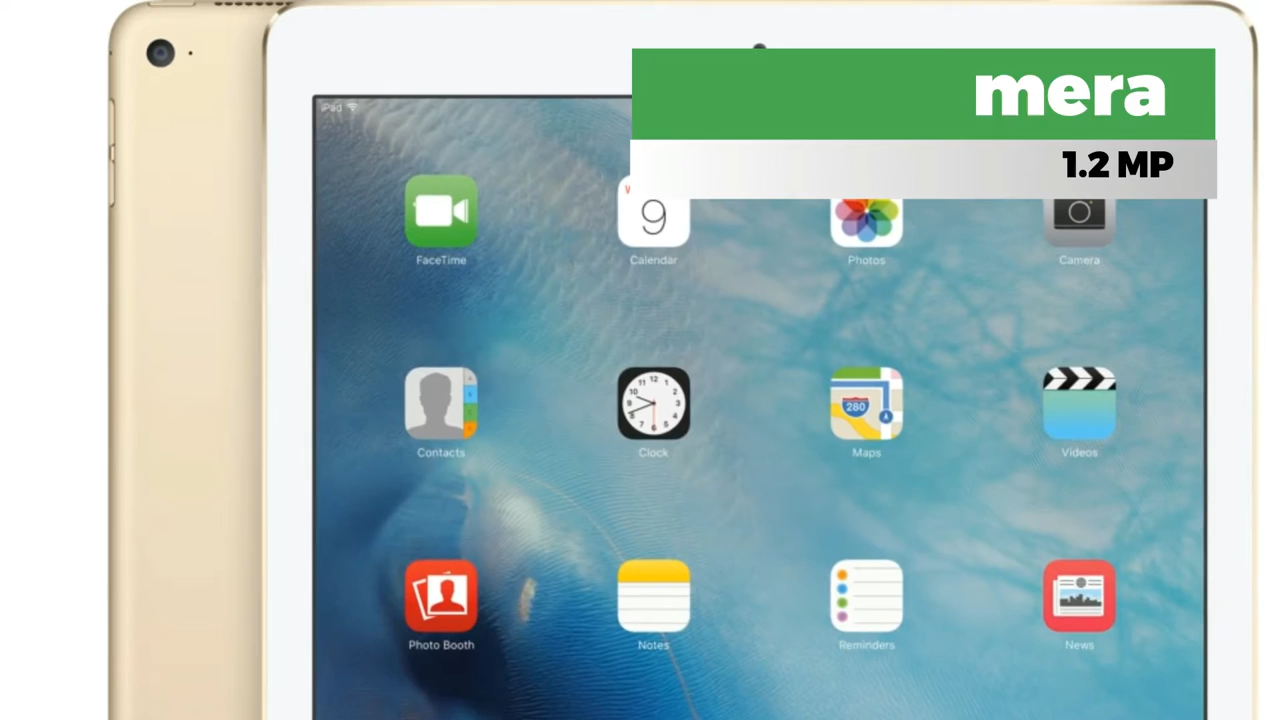 mera
1.2 MP
iPad
9
FaceTime
Calendar
Photos
Camera
280
Contacts
Clock
Maps
Videos
Photo Booth
Notes
Reminders
News